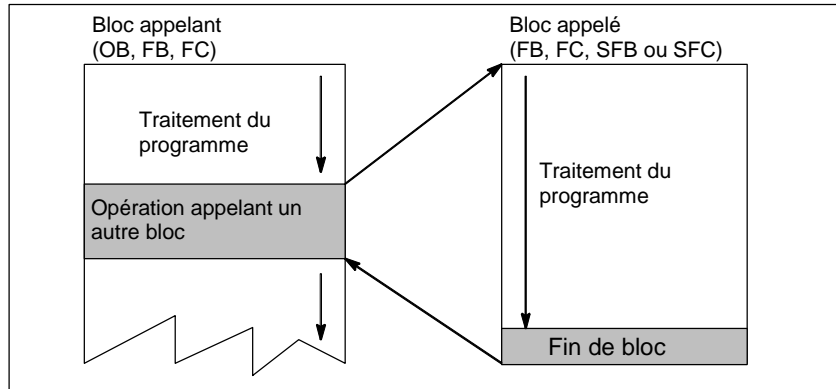 Bloc appelant
(OB, FB, FC)
Traitement du
programme
Opération appelant un
autre bloc
Bloc appelé
(FB, FC, SFB ou SFC)
Traitement du
programme
Fin de bloc